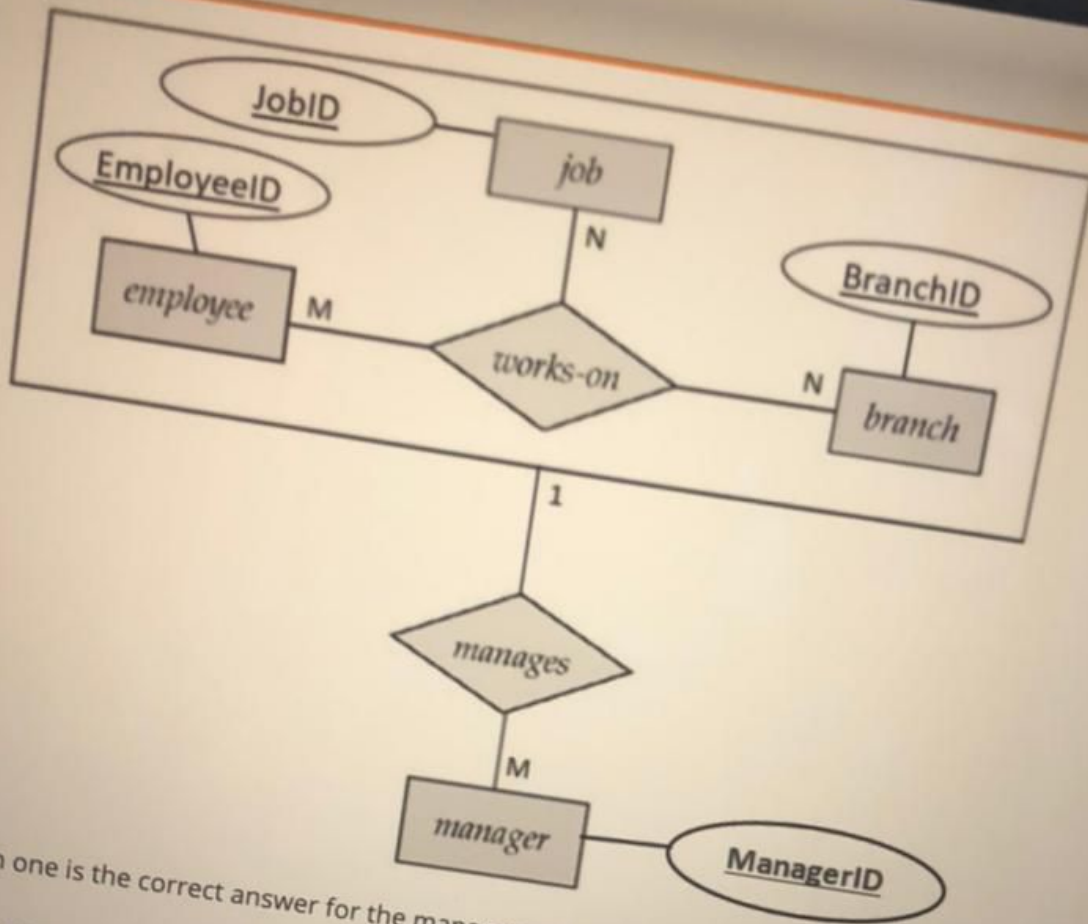 JobID
job
EmployeeID
N
BranchID
employee
M
works-on
N
branch
1
manages
M
manager
ManagerID
one is the correct answer for the